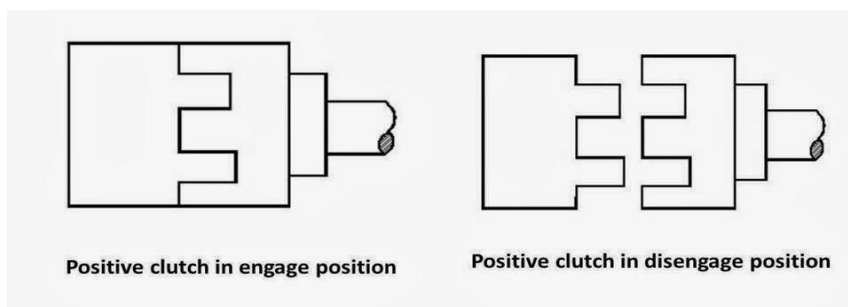 Positive clutch in engage position
Positive clutch in disengage position